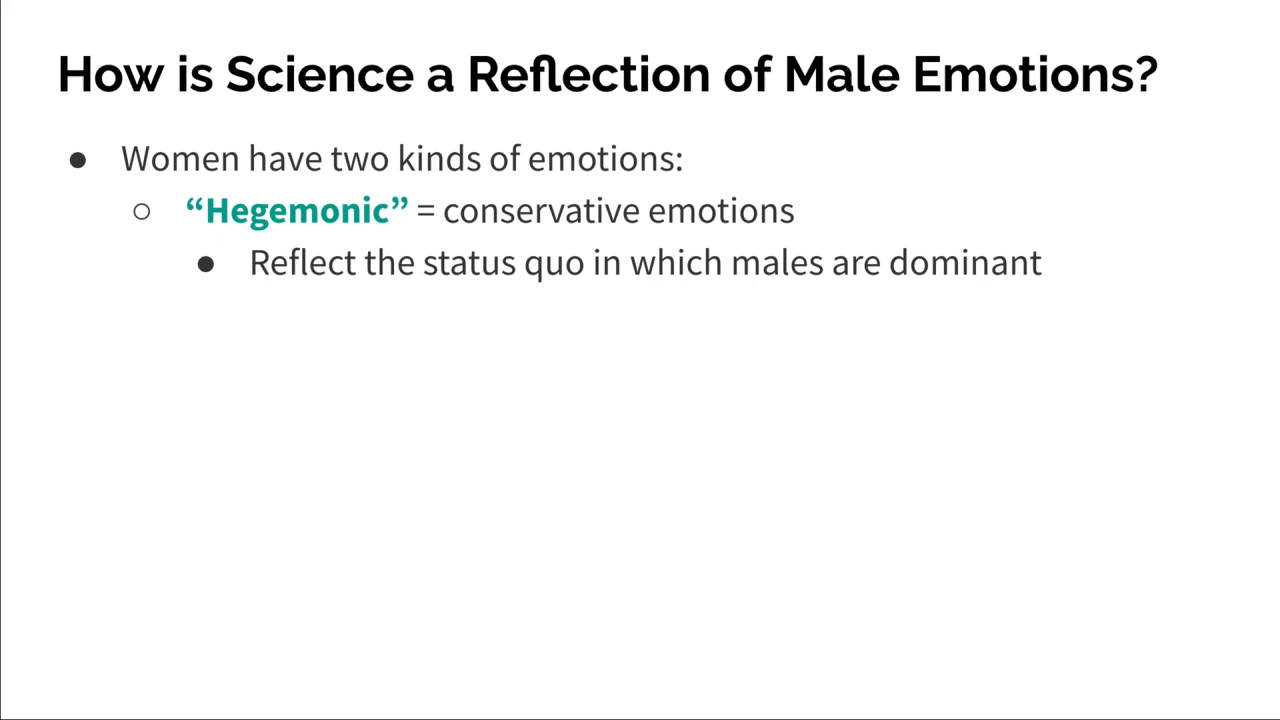 How is Science a Reflection of Male Emotions?
● Women have two kinds of emotions:
○ “Hegemonic” = conservative emotions
● Reflect the status quo in which males are dominant